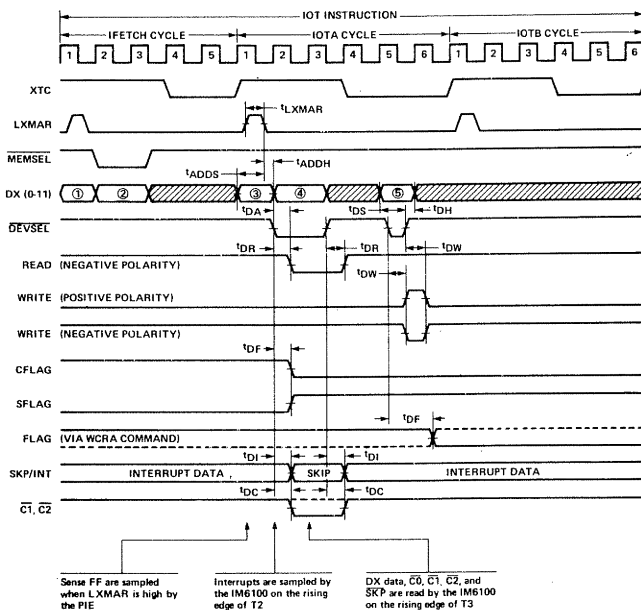 IOT INSTRUCTION
IFETCH CYCLE IOTA CYCLE IOTB CYCLE
1 2 3 4 5 1 2 3 4 5 6 1 2 3 4 5 6
XTC
tLXMAR
LXMAR
MEMSEL
tADDS tADDH
DX (0-11) ① ② ③ ④ ⑤
tDA tDS tDH
DEVSEL
tDR tDR tDW
READ (NEGATIVE POLARITY)
tDW
WRITE (POSITIVE POLARITY)
WRITE (NEGATIVE POLARITY)
tDF
CFLAG
SFLAG
tDF
FLAG (VIA WCRA COMMAND)
tDI tDI
SKP/INT INTERRUPT DATA SKIP INTERRUPT DATA
tDC tDC
C1, C2
Sense FF are sampled
when LXMAR is high by
the PIE
Interrupts are sampled by
the IM6100 on the rising
edge of T2
DX data, C0, C1, C2, and
SKP are read by the IM6100
on the rising edge of T3